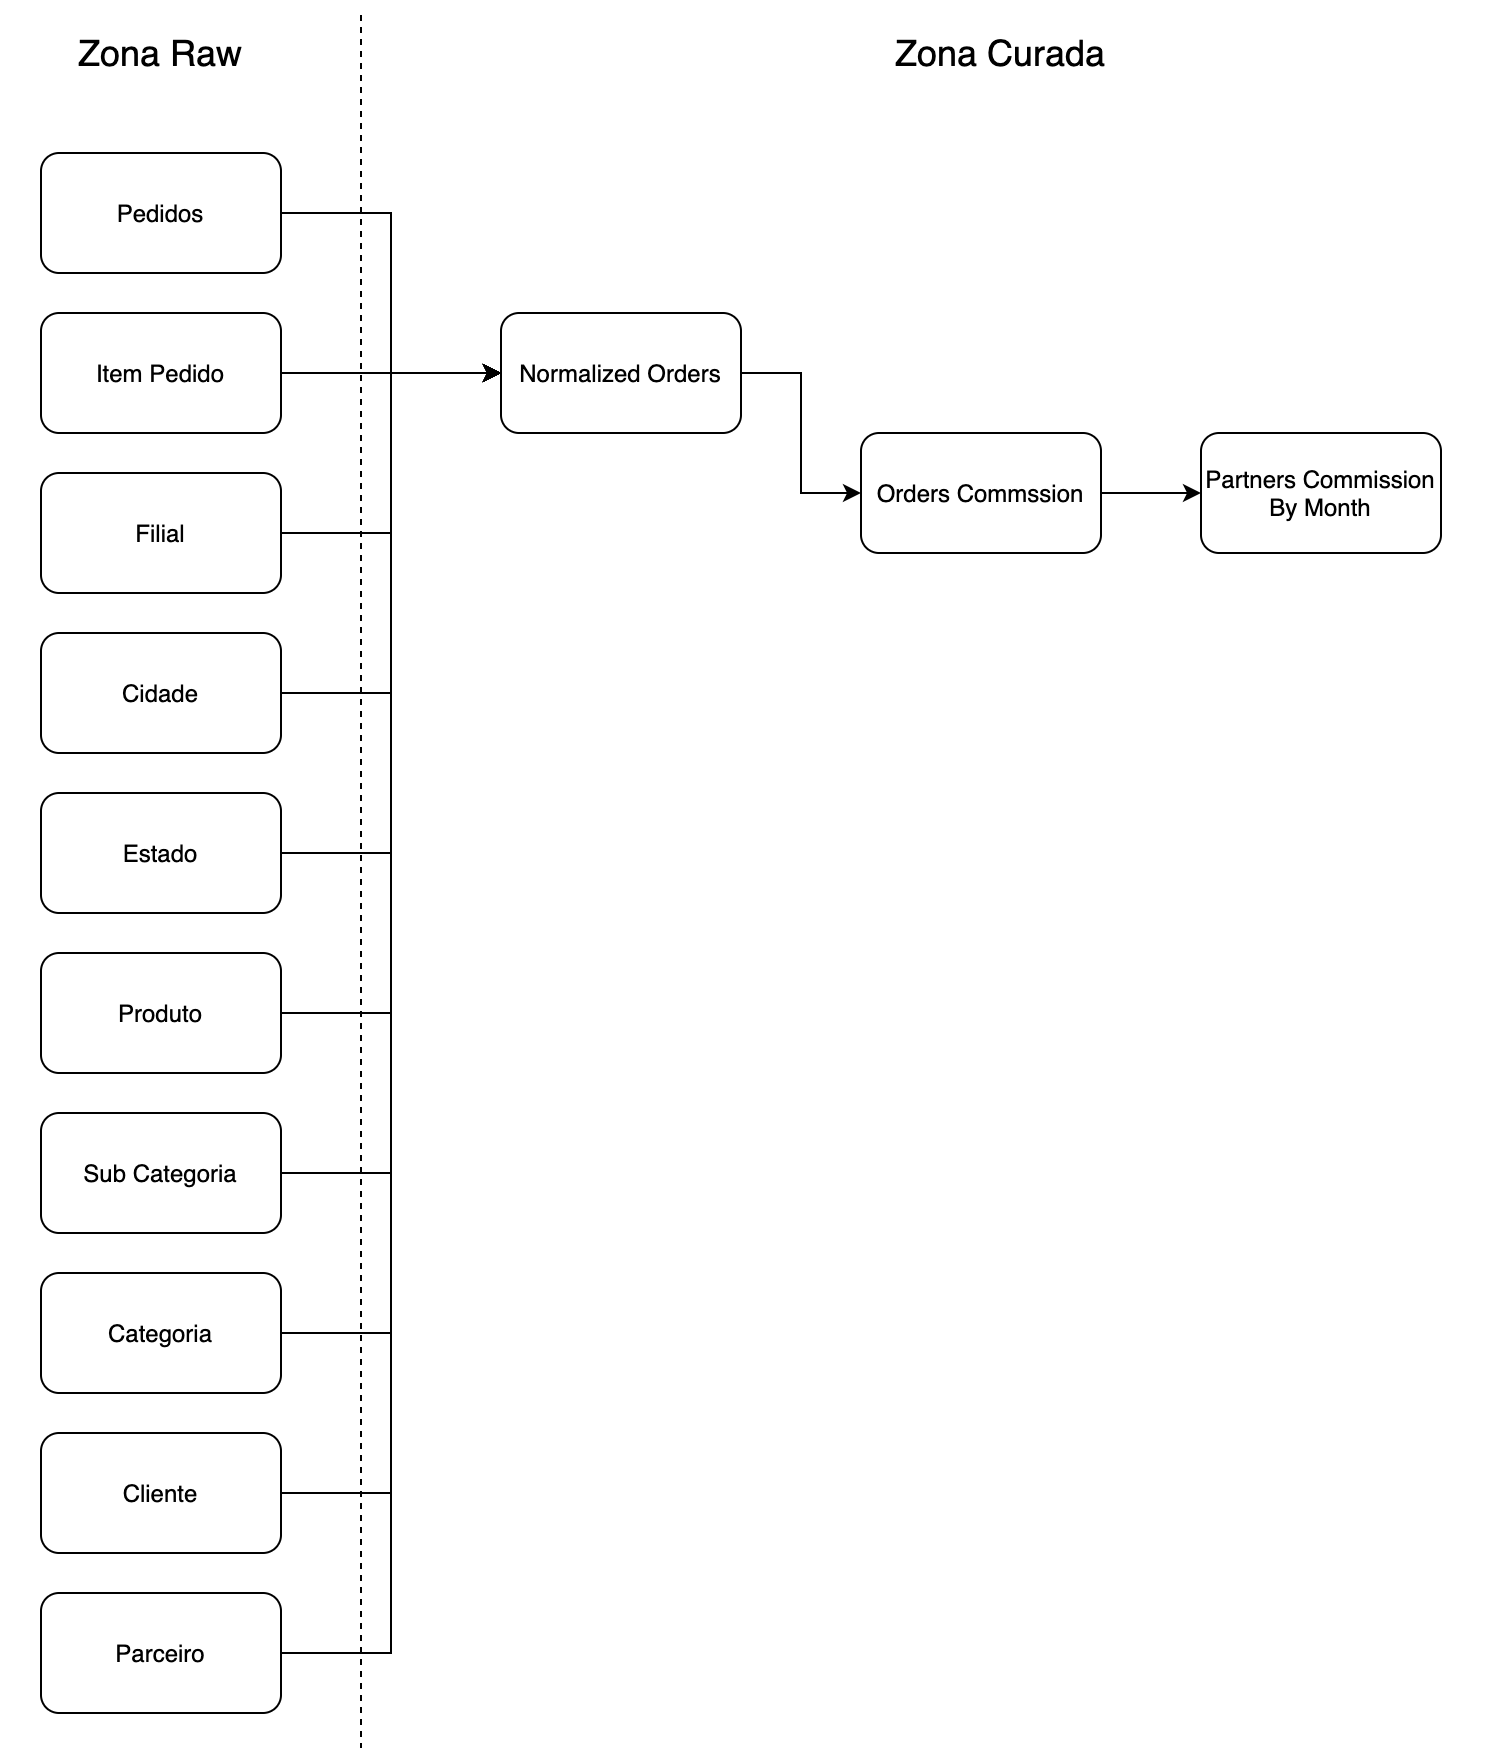 Zona Raw
Zona Curada
Pedidos
Item Pedido
Normalized Orders
Filial
Orders Commssion
Partners Commission
By Month
Cidade
Estado
Produto
Sub Categoria
Categoria
Cliente
Parceiro